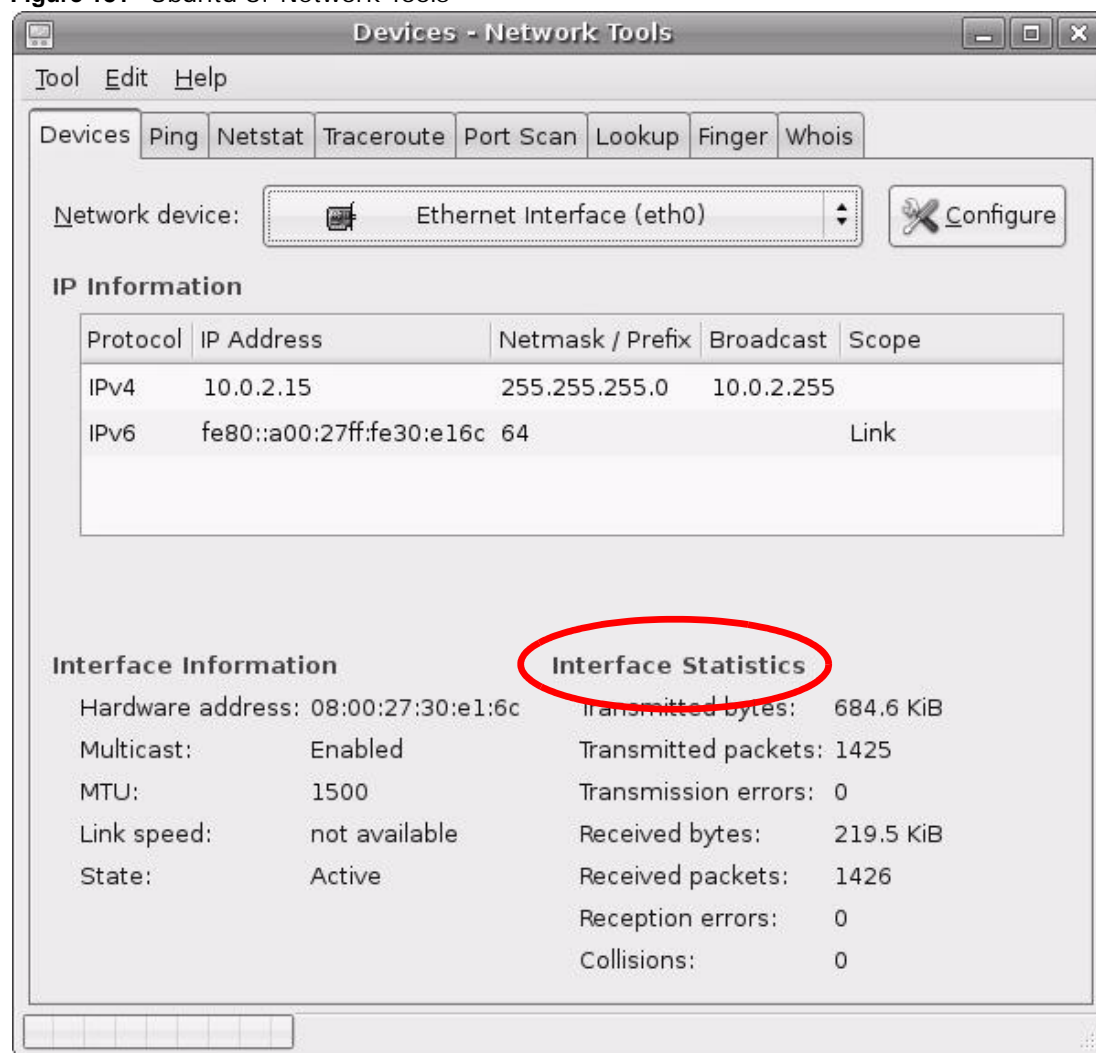 Devices - Network Tools
Tool Edit Help
Devices Ping Netstat Traceroute Port Scan Lookup Finger Whois
Network device: Ethernet Interface (eth0) Configure
IP Information
Protocol IP Address Netmask / Prefix Broadcast Scope
IPv4 10.0.2.15 255.255.255.0 10.0.2.255
IPv6 fe80::a00:27ff:fe30:e16c 64 Link
Interface Information Interface Statistics
Hardware address: 08:00:27:30:e1:6c Transmitted bytes: 684.6 KiB
Multicast: Enabled Transmitted packets: 1425
MTU: 1500 Transmission errors: 0
Link speed: not available Received bytes: 219.5 KiB
State: Active Received packets: 1426
Reception errors: 0
Collisions: 0